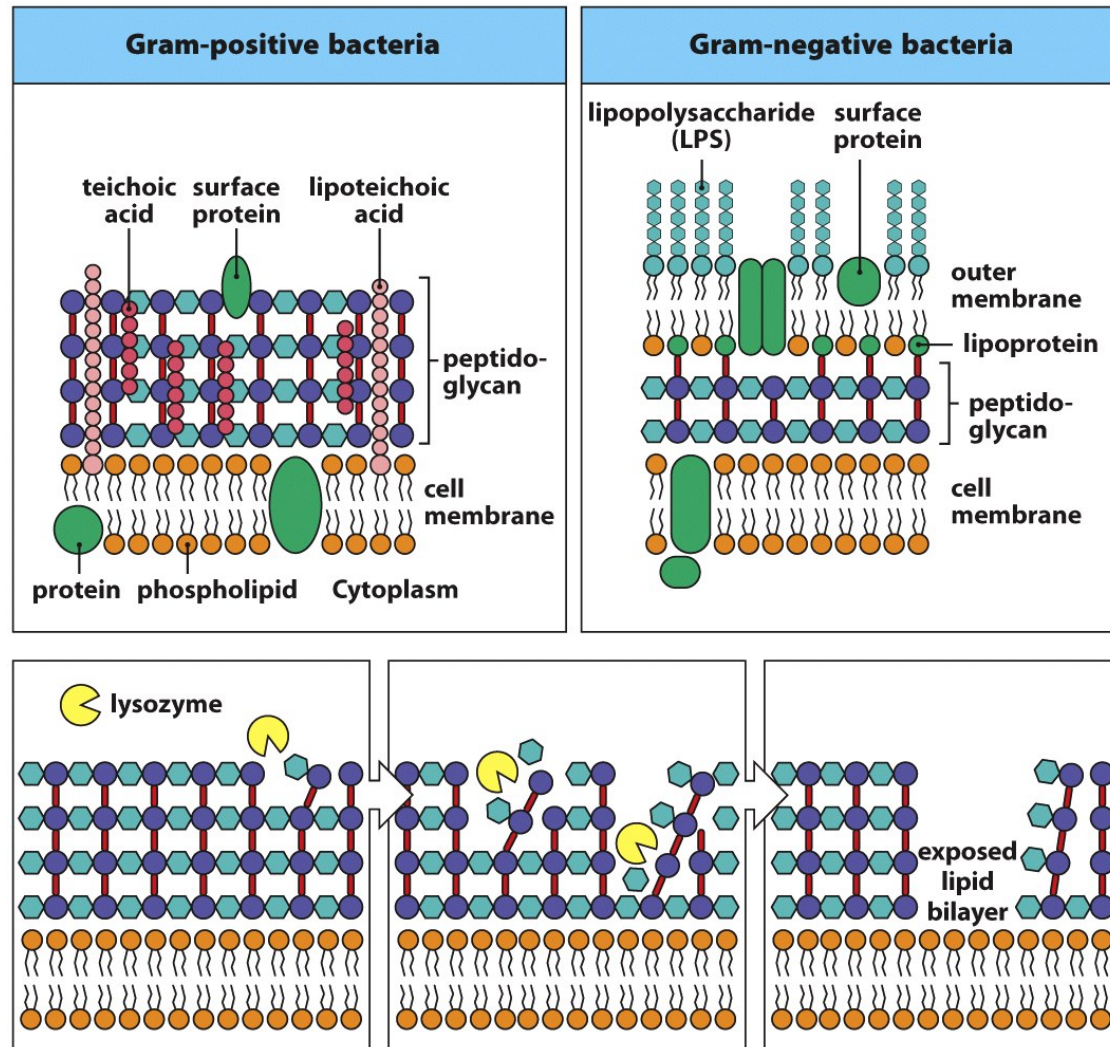 Gram-positive bacteria
teichoic
acid
surface
protein
lipoteichoic
acid
peptido-
glycan
cell
membrane
protein
phospholipid
Cytoplasm
Gram-negative bacteria
lipopolysaccharide
(LPS)
surface
protein
outer
membrane
lipoprotein
peptido-
glycan
cell
membrane
lysozyme
exposed
lipid
bilayer